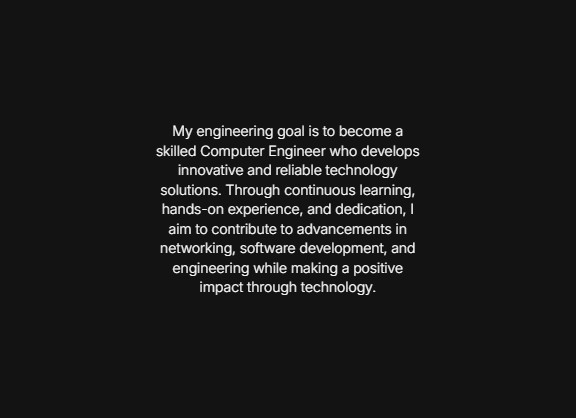 My engineering goal is to become a
skilled Computer Engineer who develops
innovative and reliable technology
solutions. Through continuous learning,
hands-on experience, and dedication, I
aim to contribute to advancements in
networking, software development, and
engineering while making a positive
impact through technology.